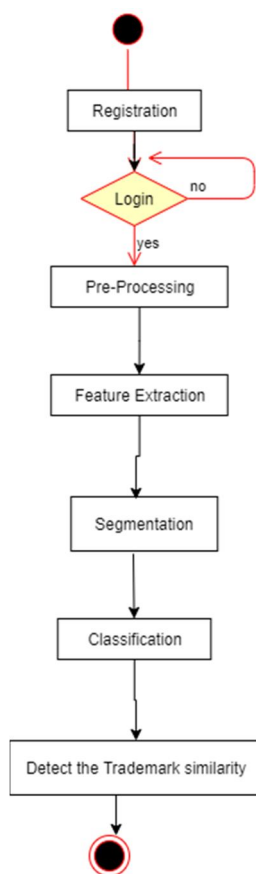 Registration
Login
no
yes
Pre-Processing
Feature Extraction
Segmentation
Classification
Detect the Trademark similarity